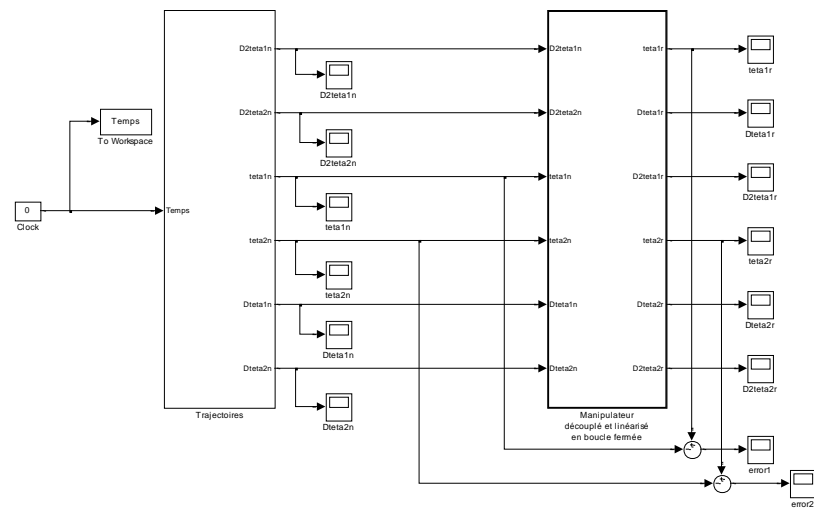 0
Clock
Temps
To Workspace
Temps
D2teta1n
D2teta2n
teta1n
teta2n
Dteta1n
Dteta2n
Trajectoires
D2teta1n
D2teta2n
teta1n
teta2n
Dteta1n
Dteta2n
D2teta1n
D2teta2n
teta1n
teta2n
Dteta1n
Dteta2n
teta1r
Dteta1r
D2teta1r
teta2r
Dteta2r
D2teta2r
Manipulateur
découplé et linéarisé
en boucle fermée
teta1r
Dteta1r
D2teta1r
teta2r
Dteta2r
D2teta2r
error1
error2